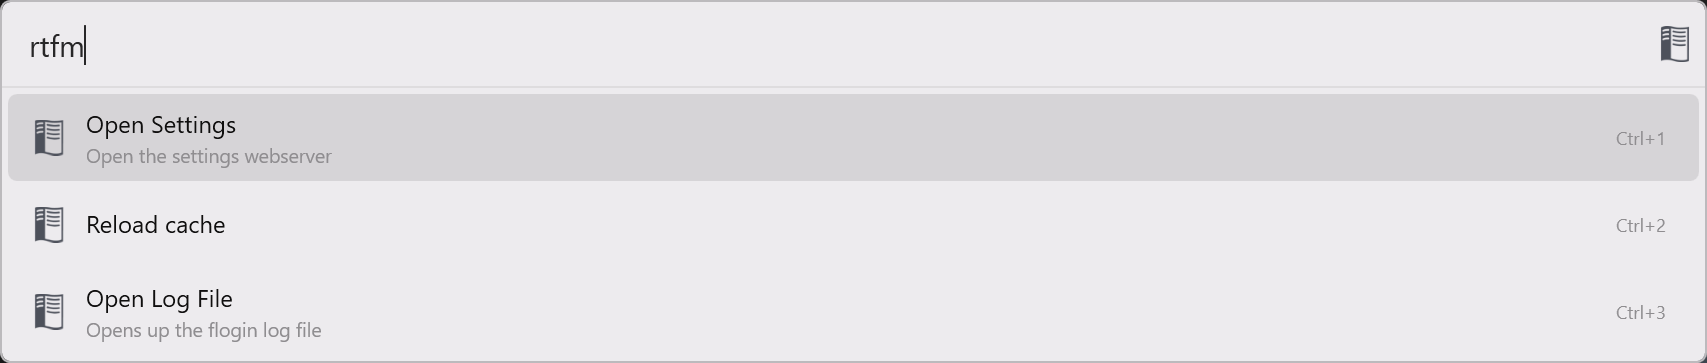 rtfm
Open Settings
Open the settings webserver
Ctrl+1
Reload cache
Ctrl+2
Open Log File
Opens up the flogin log file
Ctrl+3